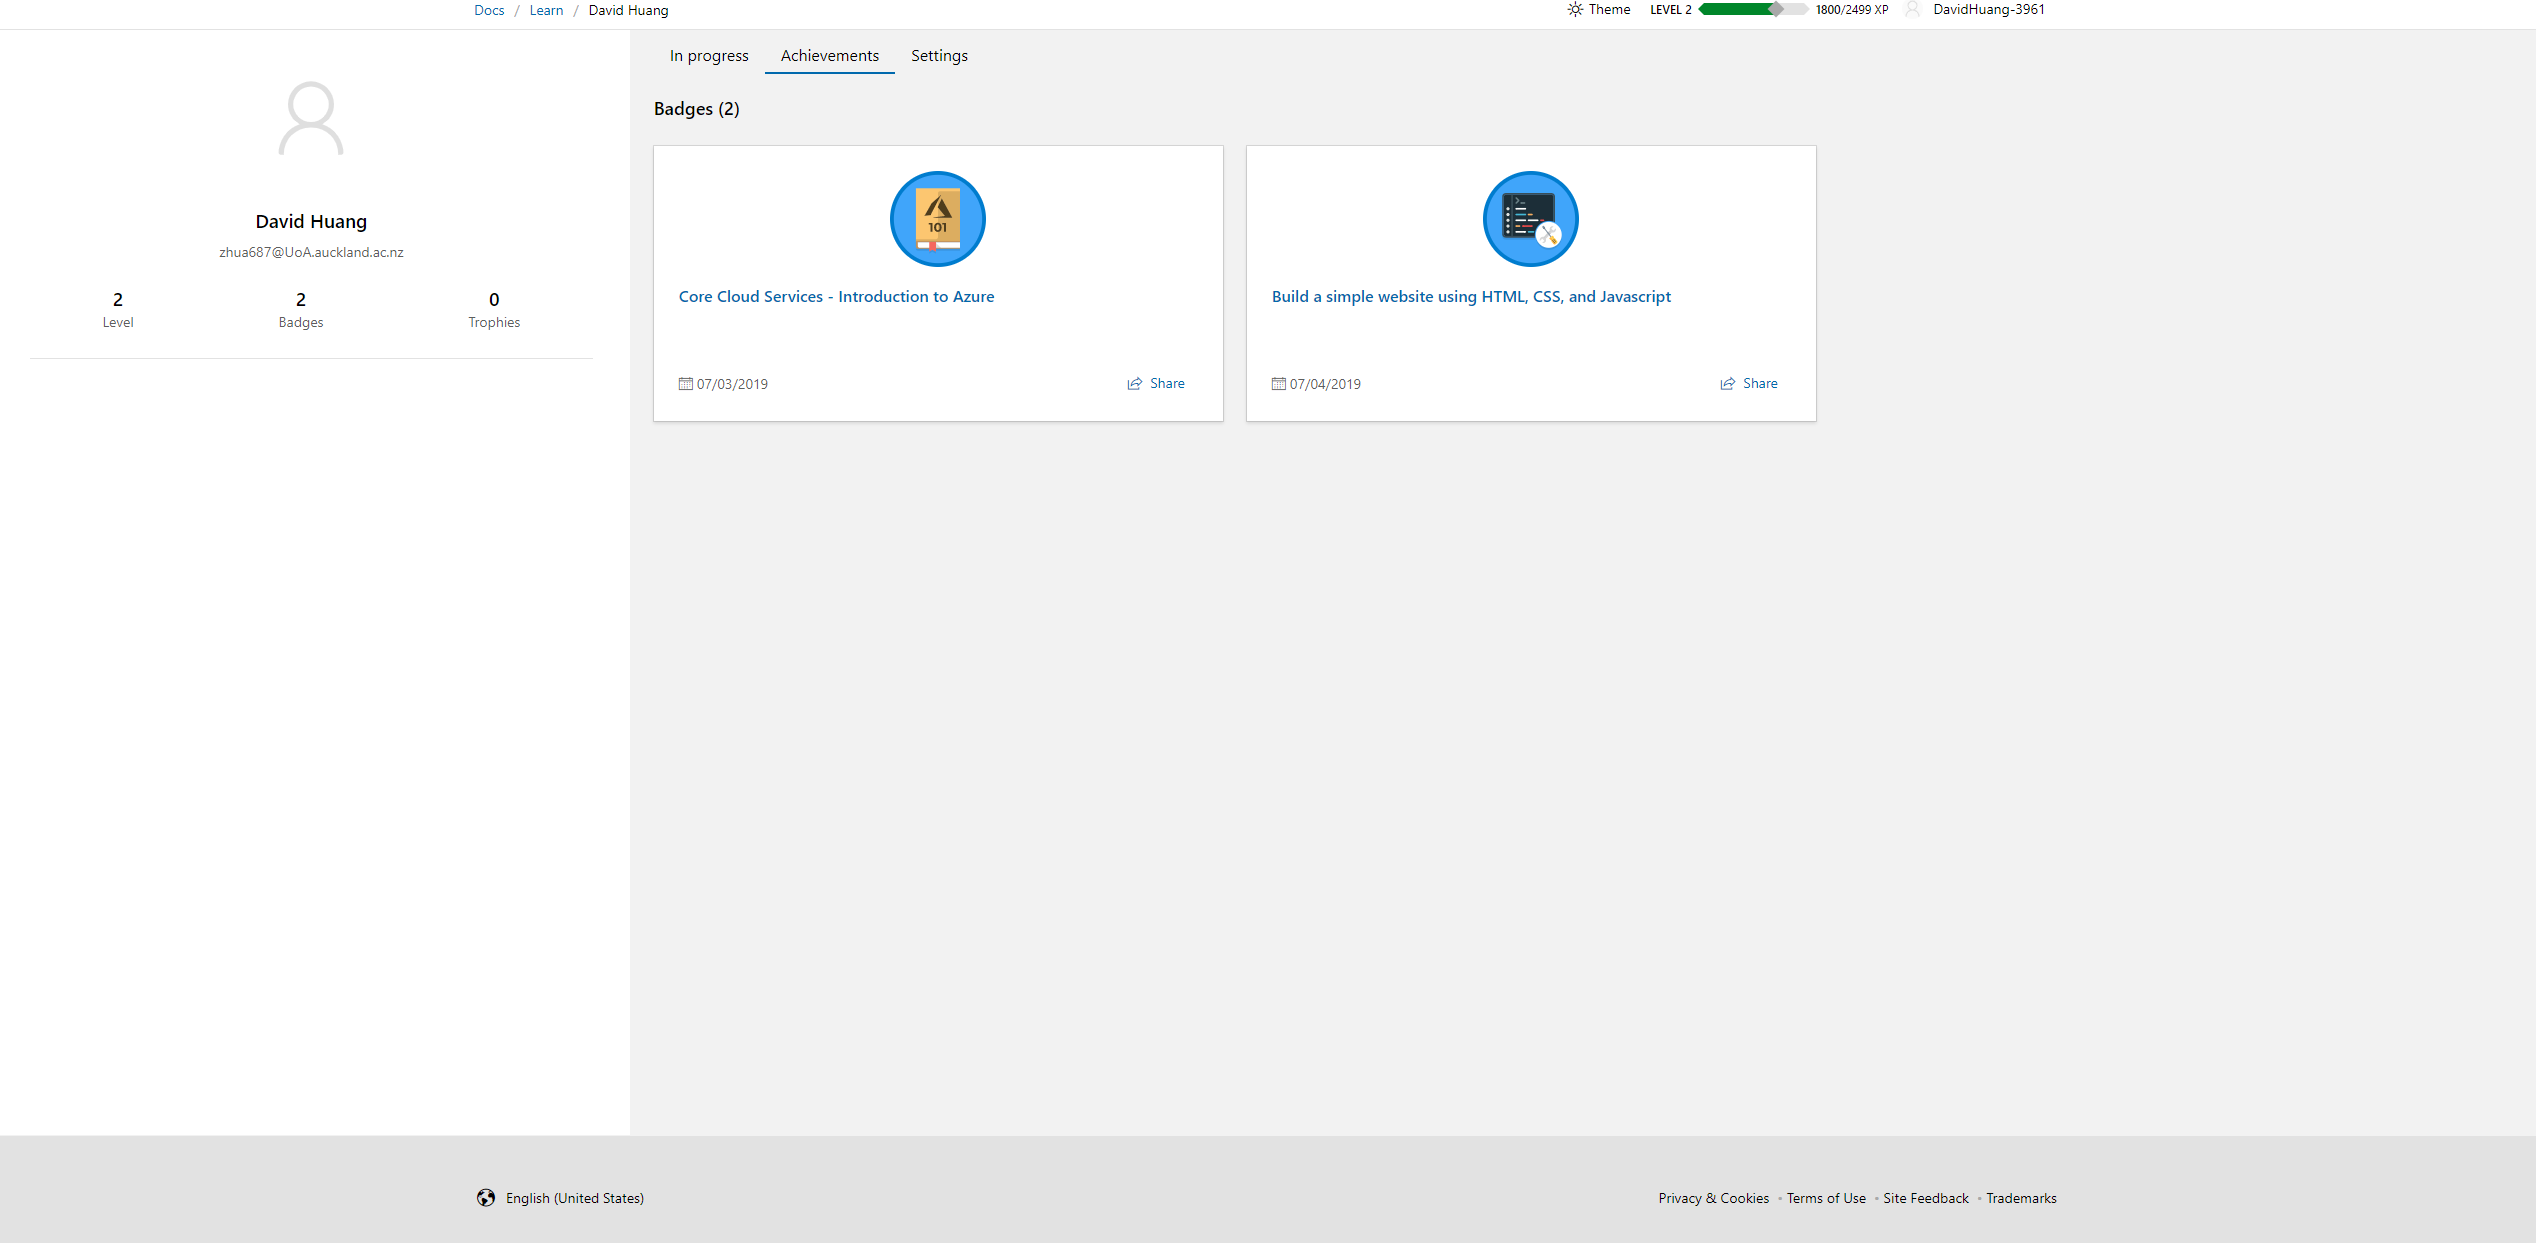 Docs / Learn / David Huang
Theme LEVEL 2 1800/2499 XP DavidHuang-3961
David Huang
zhua687@UoA.auckland.ac.nz
2 2 0
Level Badges Trophies
In progress Achievements Settings
Badges (2)
101
Core Cloud Services - Introduction to Azure
07/03/2019 Share
Build a simple website using HTML, CSS, and Javascript
07/04/2019 Share
English (United States)
Privacy & Cookies • Terms of Use • Site Feedback • Trademarks